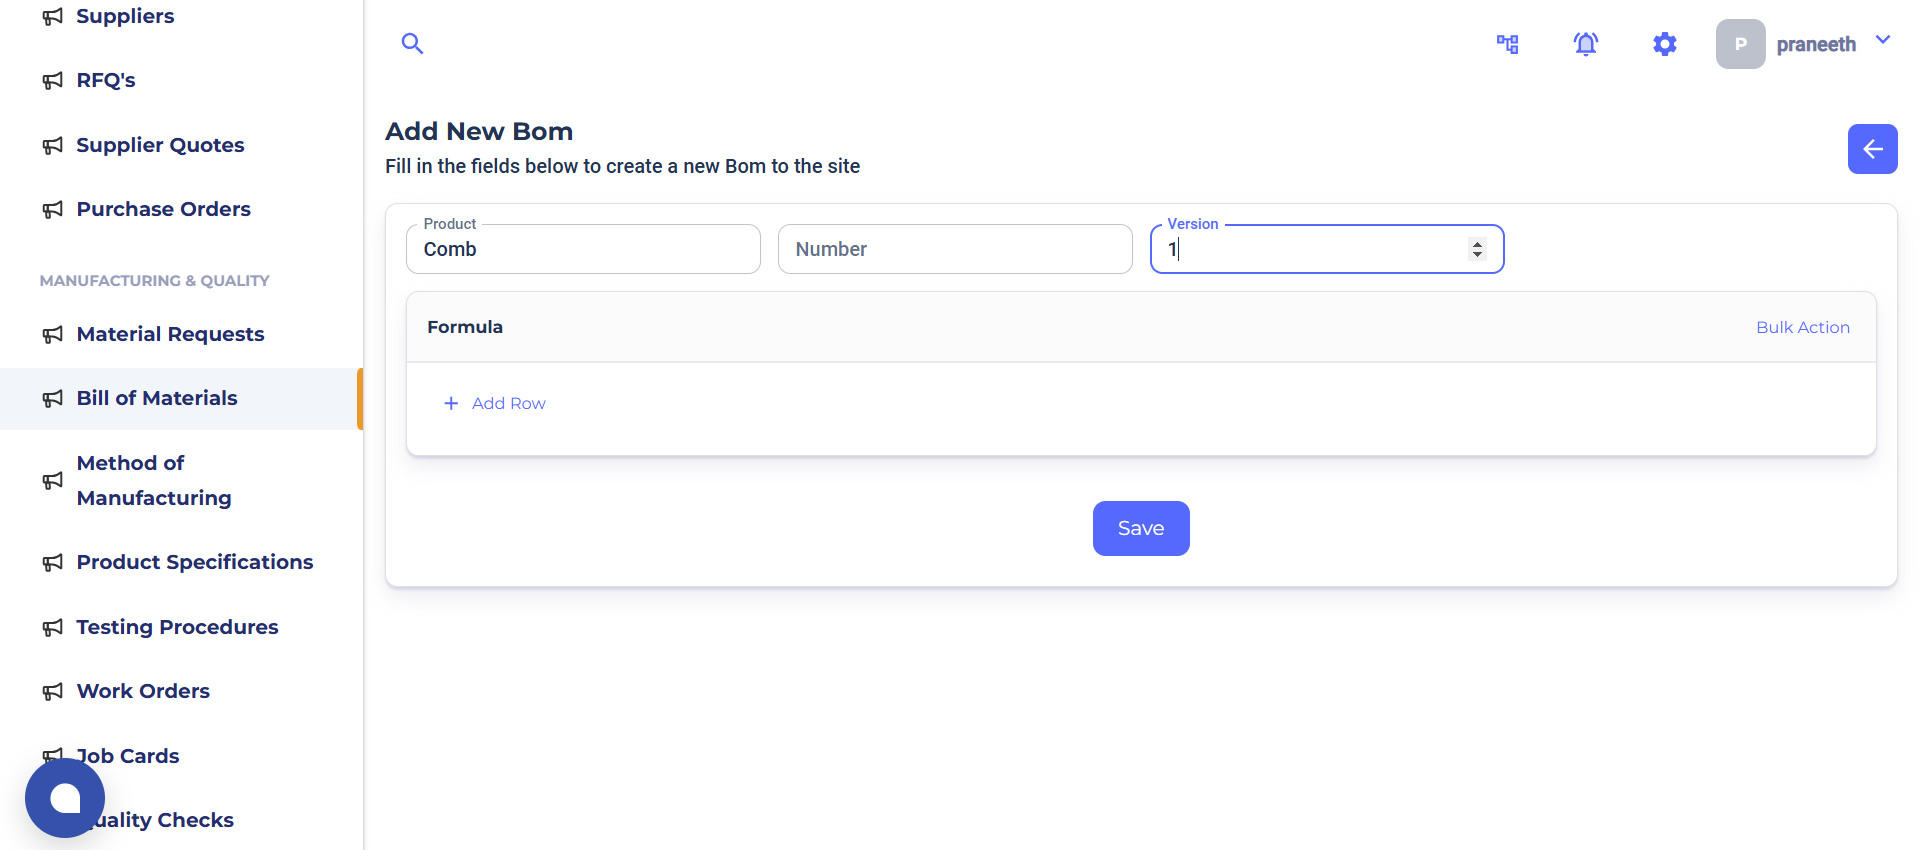 Suppliers
RFQ's
Supplier Quotes
Purchase Orders
MANUFACTURING & QUALITY
Material Requests
Bill of Materials
Method of
Manufacturing
Product Specifications
Testing Procedures
Work Orders
Job Cards
Quality Checks
P praneeth
Add New Bom
Fill in the fields below to create a new Bom to the site
Product
Comb
Number
Version
1
Formula
Bulk Action
+ Add Row
Save